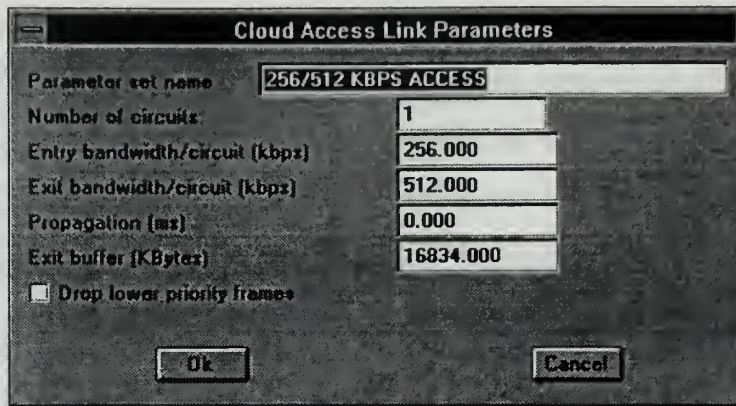 Cloud Access Link Parameters
Parameter set name 256/512 KBPS ACCESS
Number of circuits: 1
Entry bandwidth/circuit (kbps) 256.000
Exit bandwidth/circuit (kbps) 512.000
Propagation (ms) 0.000
Exit buffer (KBytes) 16834.000
Drop lower priority frames
Ok Cancel